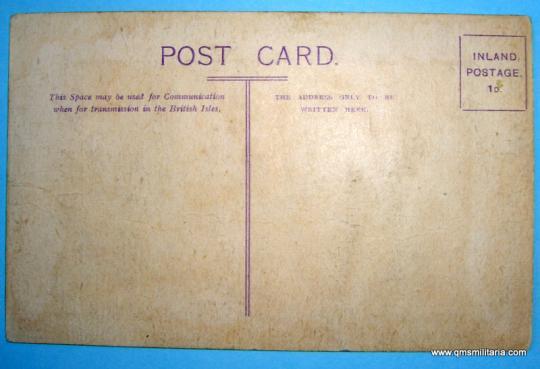 POST CARD.
This Space may be used for Communication
when for transmission in the British Isles.
THE ADDRESS ONLY TO BE
WRITTEN HERE.
INLAND.
POSTAGE.
1D.
www.qmsmilitaria.com